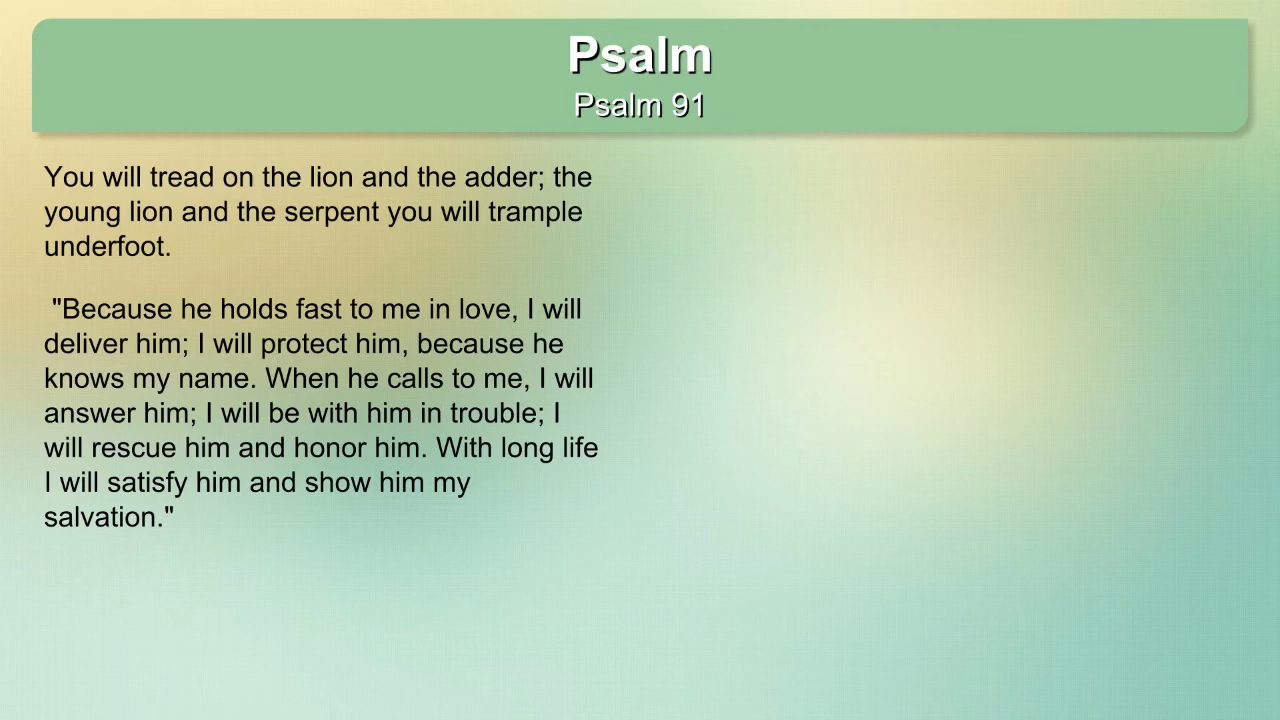 Psalm
Psalm 91
You will tread on the lion and the adder; the
young lion and the serpent you will trample
underfoot.
"Because he holds fast to me in love, I will
deliver him; I will protect him, because he
knows my name. When he calls to me, I will
answer him; I will be with him in trouble; I
will rescue him and honor him. With long life
I will satisfy him and show him my
salvation."